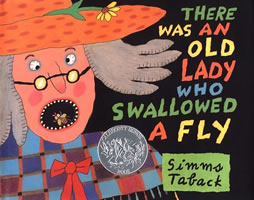 THERE
WAS AN
OLD
LADY
WHO
SWALLOWED
A FLY
Simms
Taback